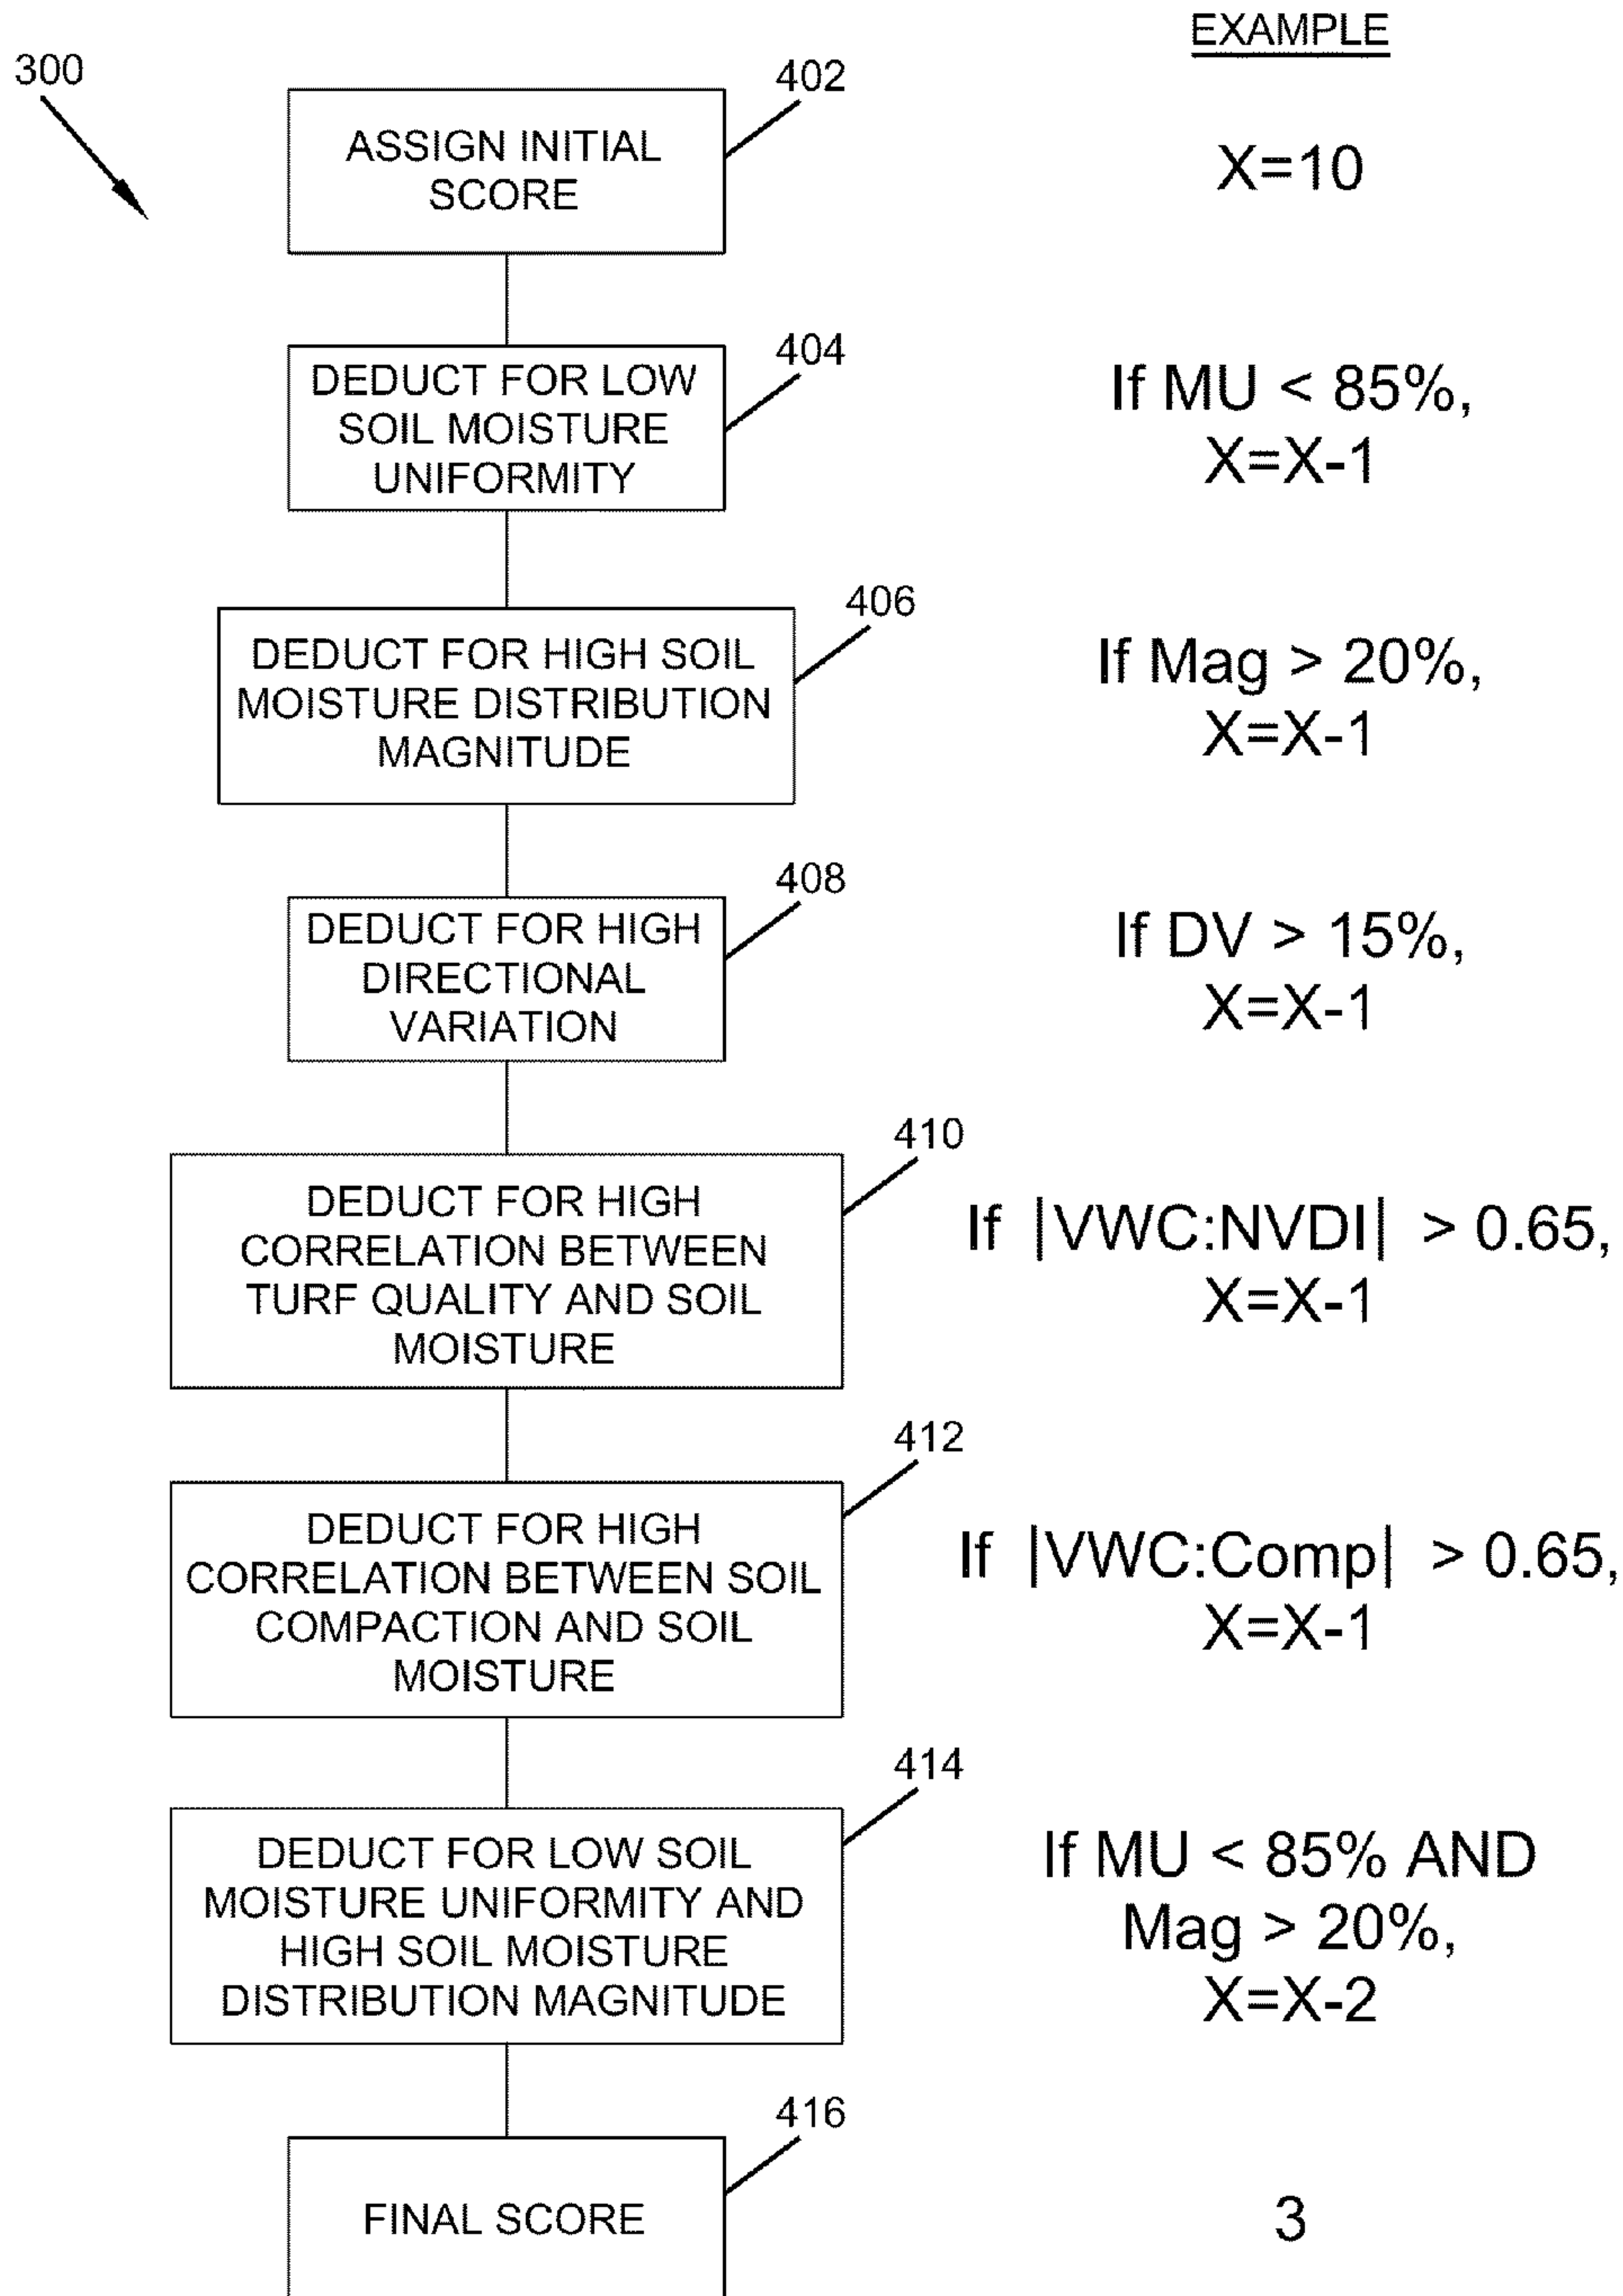 EXAMPLE
300
402
ASSIGN INITIAL
SCORE
X=10
404
DEDUCT FOR LOW
SOIL MOISTURE
UNIFORMITY
If MU < 85%,
X=X-1
406
DEDUCT FOR HIGH SOIL
MOISTURE DISTRIBUTION
MAGNITUDE
If Mag > 20%,
X=X-1
408
DEDUCT FOR HIGH
DIRECTIONAL
VARIATION
If DV > 15%,
X=X-1
410
DEDUCT FOR HIGH
CORRELATION BETWEEN
TURF QUALITY AND SOIL
MOISTURE
If |VWC:NVDI| > 0.65,
X=X-1
412
DEDUCT FOR HIGH
CORRELATION BETWEEN SOIL
COMPACTION AND SOIL
MOISTURE
If |VWC:Comp| > 0.65,
X=X-1
414
DEDUCT FOR LOW SOIL
MOISTURE UNIFORMITY AND
HIGH SOIL MOISTURE
DISTRIBUTION MAGNITUDE
If MU < 85% AND
Mag > 20%,
X=X-2
416
FINAL SCORE
3